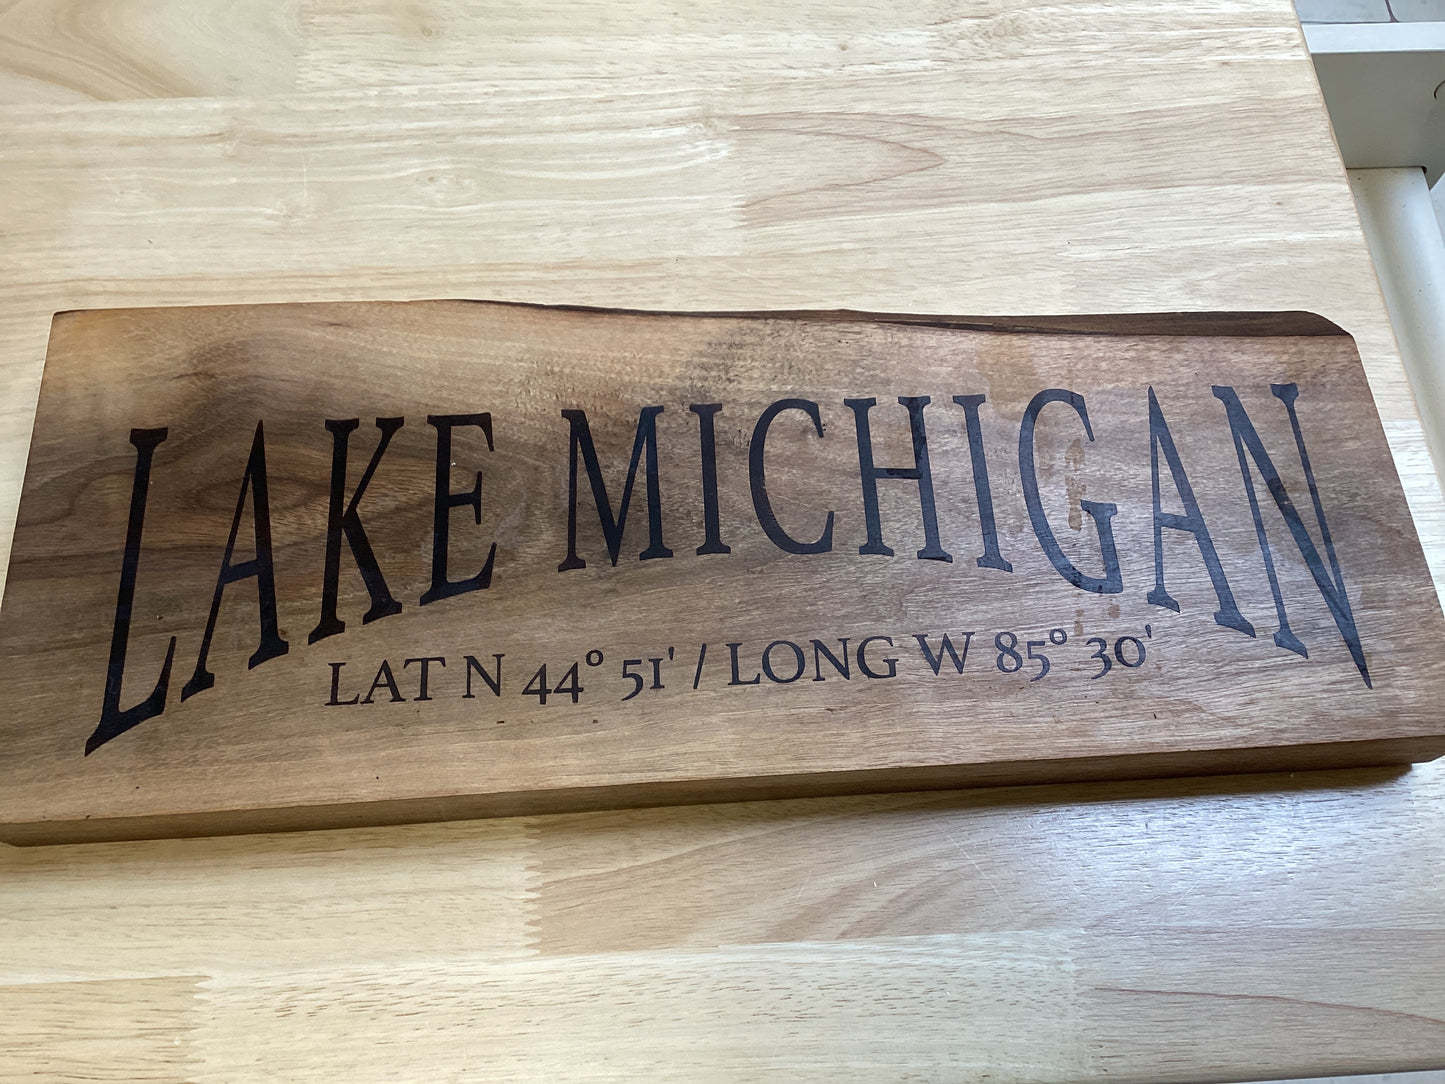 LAKE MICHIGAN
LAT N 44° 51' / LONG W 85° 30'